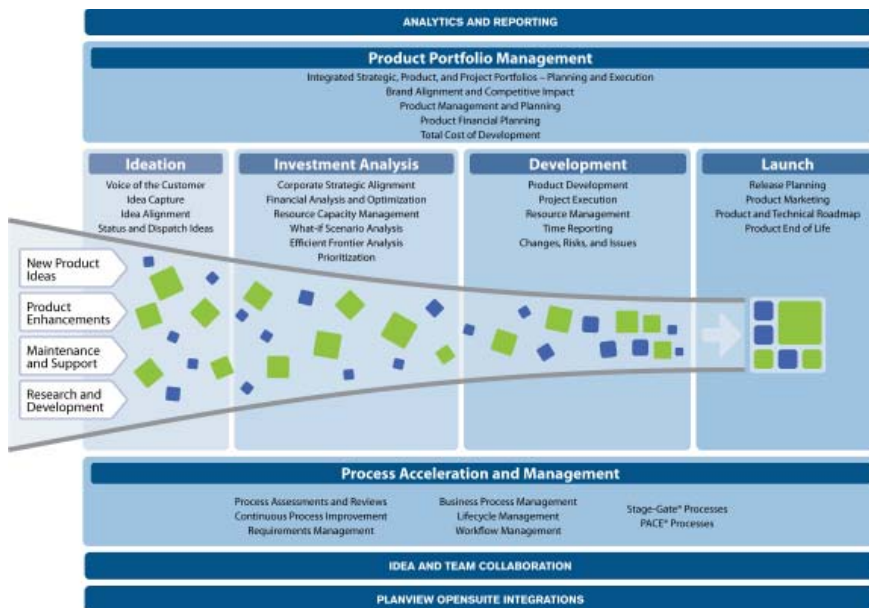 ANALYTICS AND REPORTING
Product Portfolio Management
Integrated Strategic, Product, and Project Portfolios – Planning and Execution
Brand Alignment and Competitive Impact
Product Management and Planning
Product Financial Planning
Total Cost of Development
Ideation
Voice of the Customer
Idea Capture
Idea Alignment
Status and Dispatch Ideas
Investment Analysis
Corporate Strategic Alignment
Financial Analysis and Optimization
Resource Capacity Management
What-if Scenario Analysis
Efficient Frontier Analysis
Prioritization
Development
Product Development
Project Execution
Resource Management
Time Reporting
Changes, Risks, and Issues
Launch
Release Planning
Product Marketing
Product and Technical Roadmap
Product End of Life
New Product
Ideas
Product
Enhancements
Maintenance
and Support
Research and
Development
Process Acceleration and Management
Process Assessments and Reviews
Continuous Process Improvement
Requirements Management
Business Process Management
Lifecycle Management
Workflow Management
Stage-Gate® Processes
PACE® Processes
IDEA AND TEAM COLLABORATION
PLANVIEW OPENSUITE INTEGRATIONS